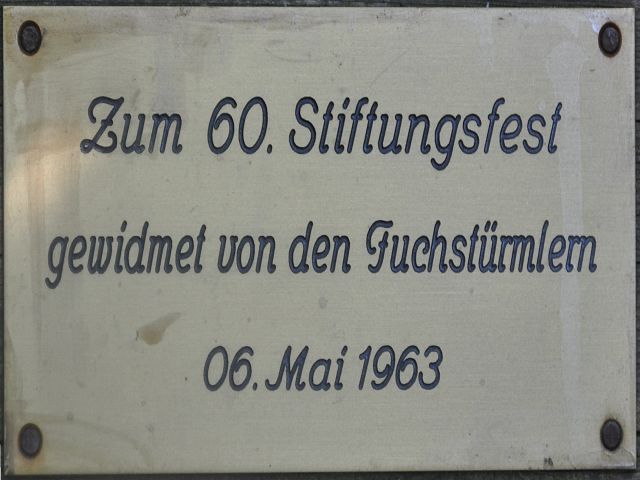 Zum 60. Stiftungsfest
gewidmet von den Fuchstürmlern
06. Mai 1963